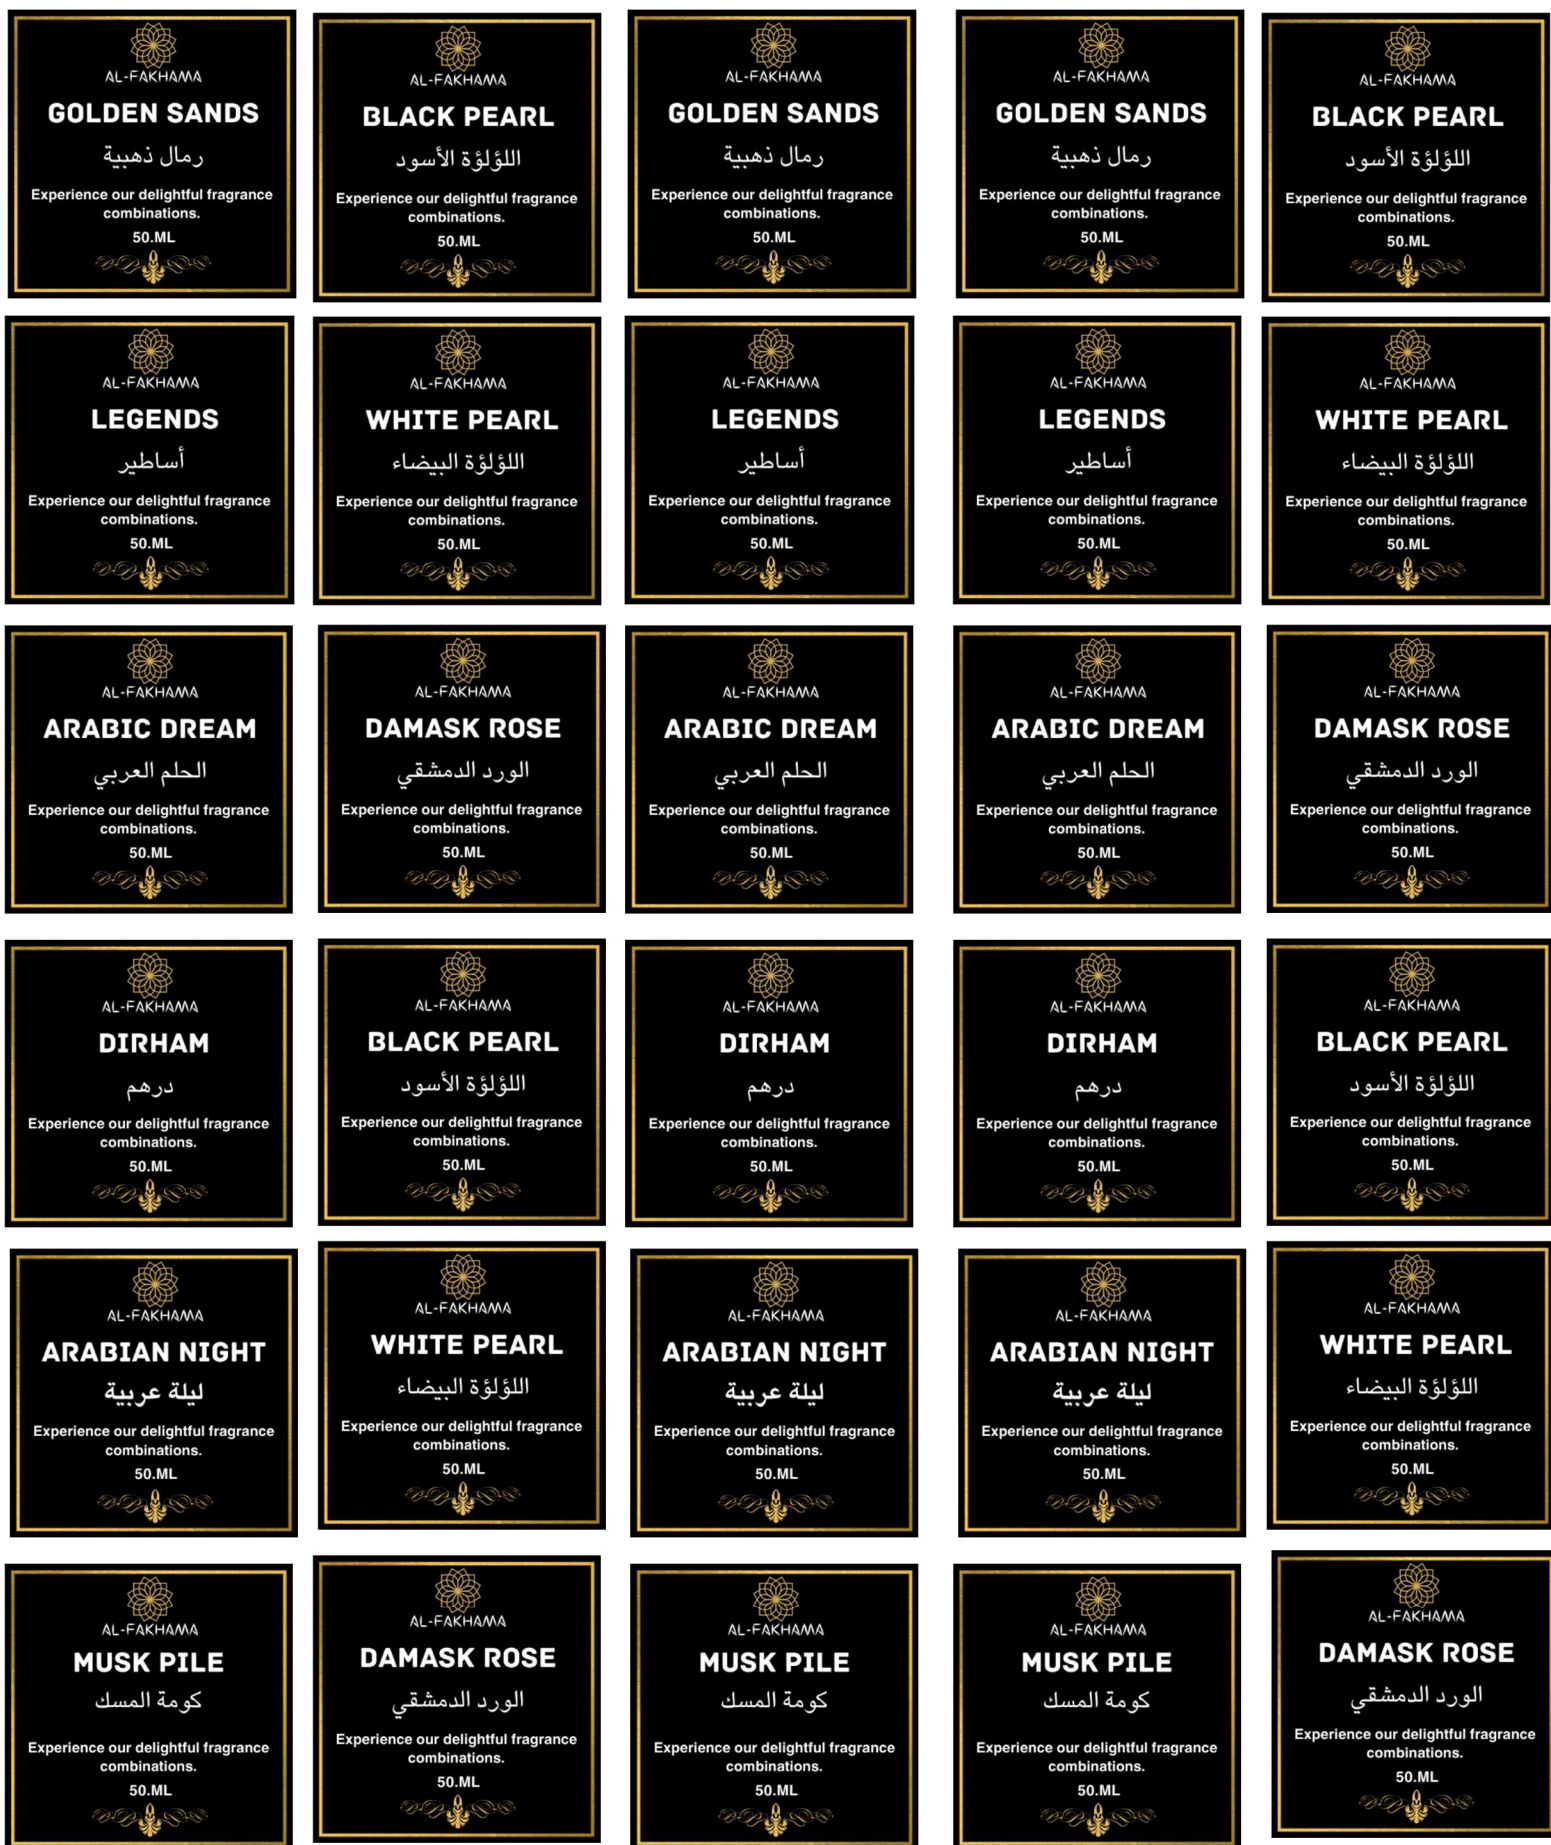 AL-FAKHAMA
GOLDEN SANDS
رمال ذهبية
Experience our delightful fragrance
combinations.
50.ML
AL-FAKHAMA
BLACK PEARL
اللؤلؤة الأسود
Experience our delightful fragrance
combinations.
50.ML
AL-FAKHAMA
GOLDEN SANDS
رمال ذهبية
Experience our delightful fragrance
combinations.
50.ML
AL-FAKHAMA
GOLDEN SANDS
رمال ذهبية
Experience our delightful fragrance
combinations.
50.ML
AL-FAKHAMA
BLACK PEARL
اللؤلؤة الأسود
Experience our delightful fragrance
combinations.
50.ML
AL-FAKHAMA
LEGENDS
أساطير
Experience our delightful fragrance
combinations.
50.ML
AL-FAKHAMA
WHITE PEARL
اللؤلؤة البيضاء
Experience our delightful fragrance
combinations.
50.ML
AL-FAKHAMA
LEGENDS
أساطير
Experience our delightful fragrance
combinations.
50.ML
AL-FAKHAMA
LEGENDS
أساطير
Experience our delightful fragrance
combinations.
50.ML
AL-FAKHAMA
WHITE PEARL
اللؤلؤة البيضاء
Experience our delightful fragrance
combinations.
50.ML
AL-FAKHAMA
ARABIC DREAM
الحلم العربي
Experience our delightful fragrance
combinations.
50.ML
AL-FAKHAMA
DAMASK ROSE
الورد الدمشقي
Experience our delightful fragrance
combinations.
50.ML
AL-FAKHAMA
ARABIC DREAM
الحلم العربي
Experience our delightful fragrance
combinations.
50.ML
AL-FAKHAMA
ARABIC DREAM
الحلم العربي
Experience our delightful fragrance
combinations.
50.ML
AL-FAKHAMA
DAMASK ROSE
الورد الدمشقي
Experience our delightful fragrance
combinations.
50.ML
AL-FAKHAMA
DIRHAM
درهم
Experience our delightful fragrance
combinations.
50.ML
AL-FAKHAMA
BLACK PEARL
اللؤلؤة الأسود
Experience our delightful fragrance
combinations.
50.ML
AL-FAKHAMA
DIRHAM
درهم
Experience our delightful fragrance
combinations.
50.ML
AL-FAKHAMA
DIRHAM
درهم
Experience our delightful fragrance
combinations.
50.ML
AL-FAKHAMA
BLACK PEARL
اللؤلؤة الأسود
Experience our delightful fragrance
combinations.
50.ML
AL-FAKHAMA
ARABIAN NIGHT
ليلة عربية
Experience our delightful fragrance
combinations.
50.ML
AL-FAKHAMA
WHITE PEARL
اللؤلؤة البيضاء
Experience our delightful fragrance
combinations.
50.ML
AL-FAKHAMA
ARABIAN NIGHT
ليلة عربية
Experience our delightful fragrance
combinations.
50.ML
AL-FAKHAMA
ARABIAN NIGHT
ليلة عربية
Experience our delightful fragrance
combinations.
50.ML
AL-FAKHAMA
WHITE PEARL
اللؤلؤة البيضاء
Experience our delightful fragrance
combinations.
50.ML
AL-FAKHAMA
MUSK PILE
كومة المسك
Experience our delightful fragrance
combinations.
50.ML
AL-FAKHAMA
DAMASK ROSE
الورد الدمشقي
Experience our delightful fragrance
combinations.
50.ML
AL-FAKHAMA
MUSK PILE
كومة المسك
Experience our delightful fragrance
combinations.
50.ML
AL-FAKHAMA
MUSK PILE
كومة المسك
Experience our delightful fragrance
combinations.
50.ML
AL-FAKHAMA
DAMASK ROSE
الورد الدمشقي
Experience our delightful fragrance
combinations.
50.ML